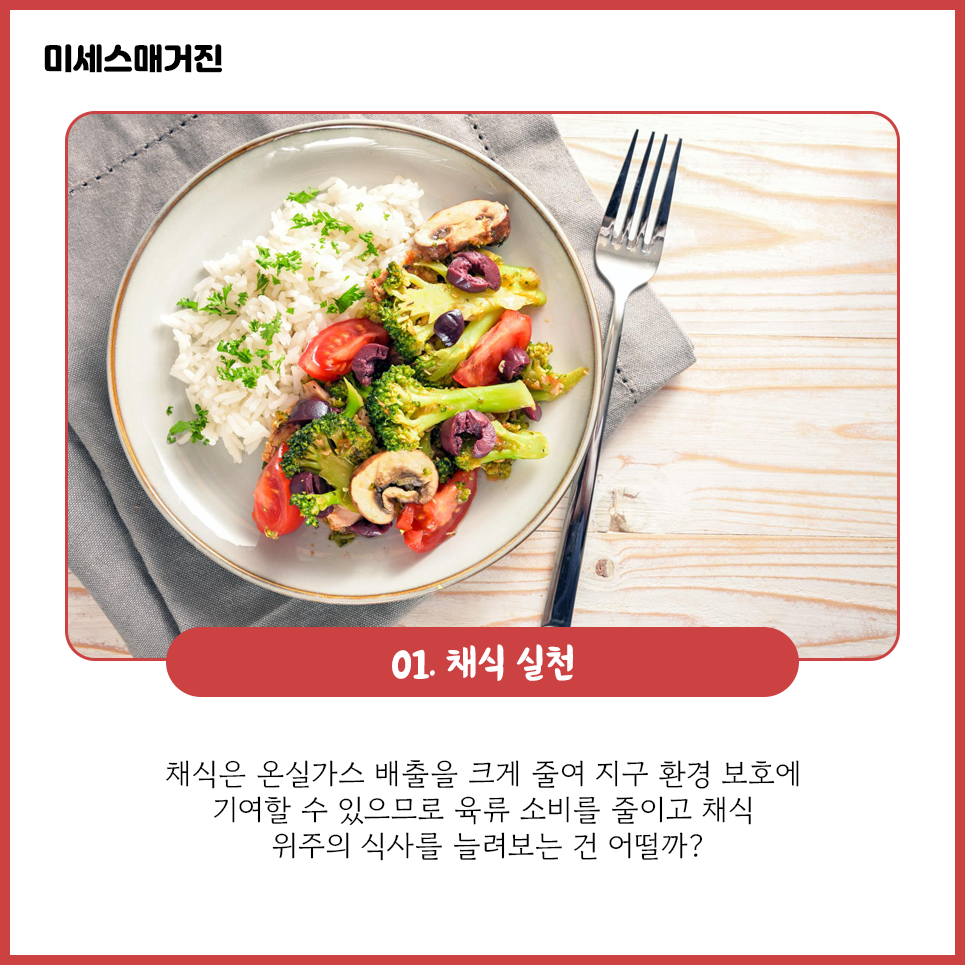 미세스매거진
01. 채식 실천
채식은 온실가스 배출을 크게 줄여 지구 환경 보호에
기여할 수 있으므로 육류 소비를 줄이고 채식
위주의 식사를 늘려보는 건 어떨까?